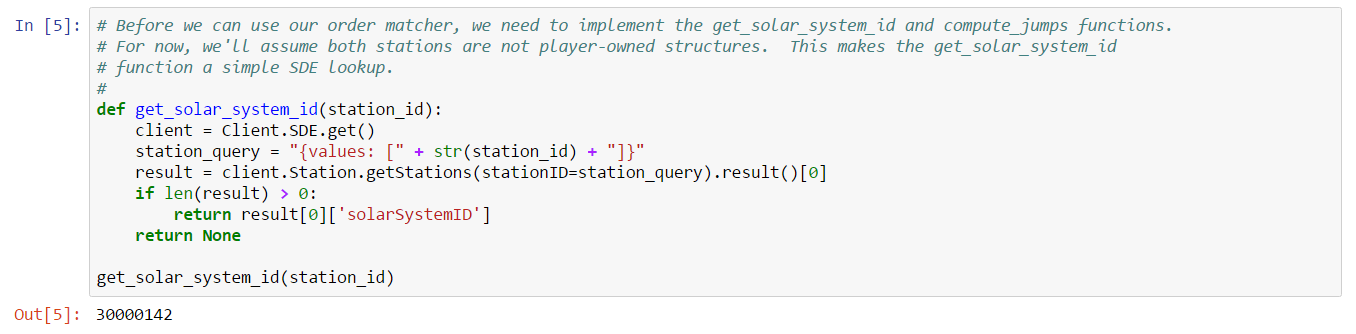 In [5]: # Before we can use our order matcher, we need to implement the get_solar_system_id and compute_jumps functions.
# For now, we'll assume both stations are not player-owned structures.  This makes the get_solar_system_id
# function a simple SDE lookup.
#
def get_solar_system_id(station_id):
    client = Client.SDE.get()
    station_query = "{values: [" + str(station_id) + "]}"
    result = client.Station.getStations(stationID=station_query).result()[0]
    if len(result) > 0:
        return result[0]['solarSystemID']
    return None

get_solar_system_id(station_id)
Out[5]: 30000142